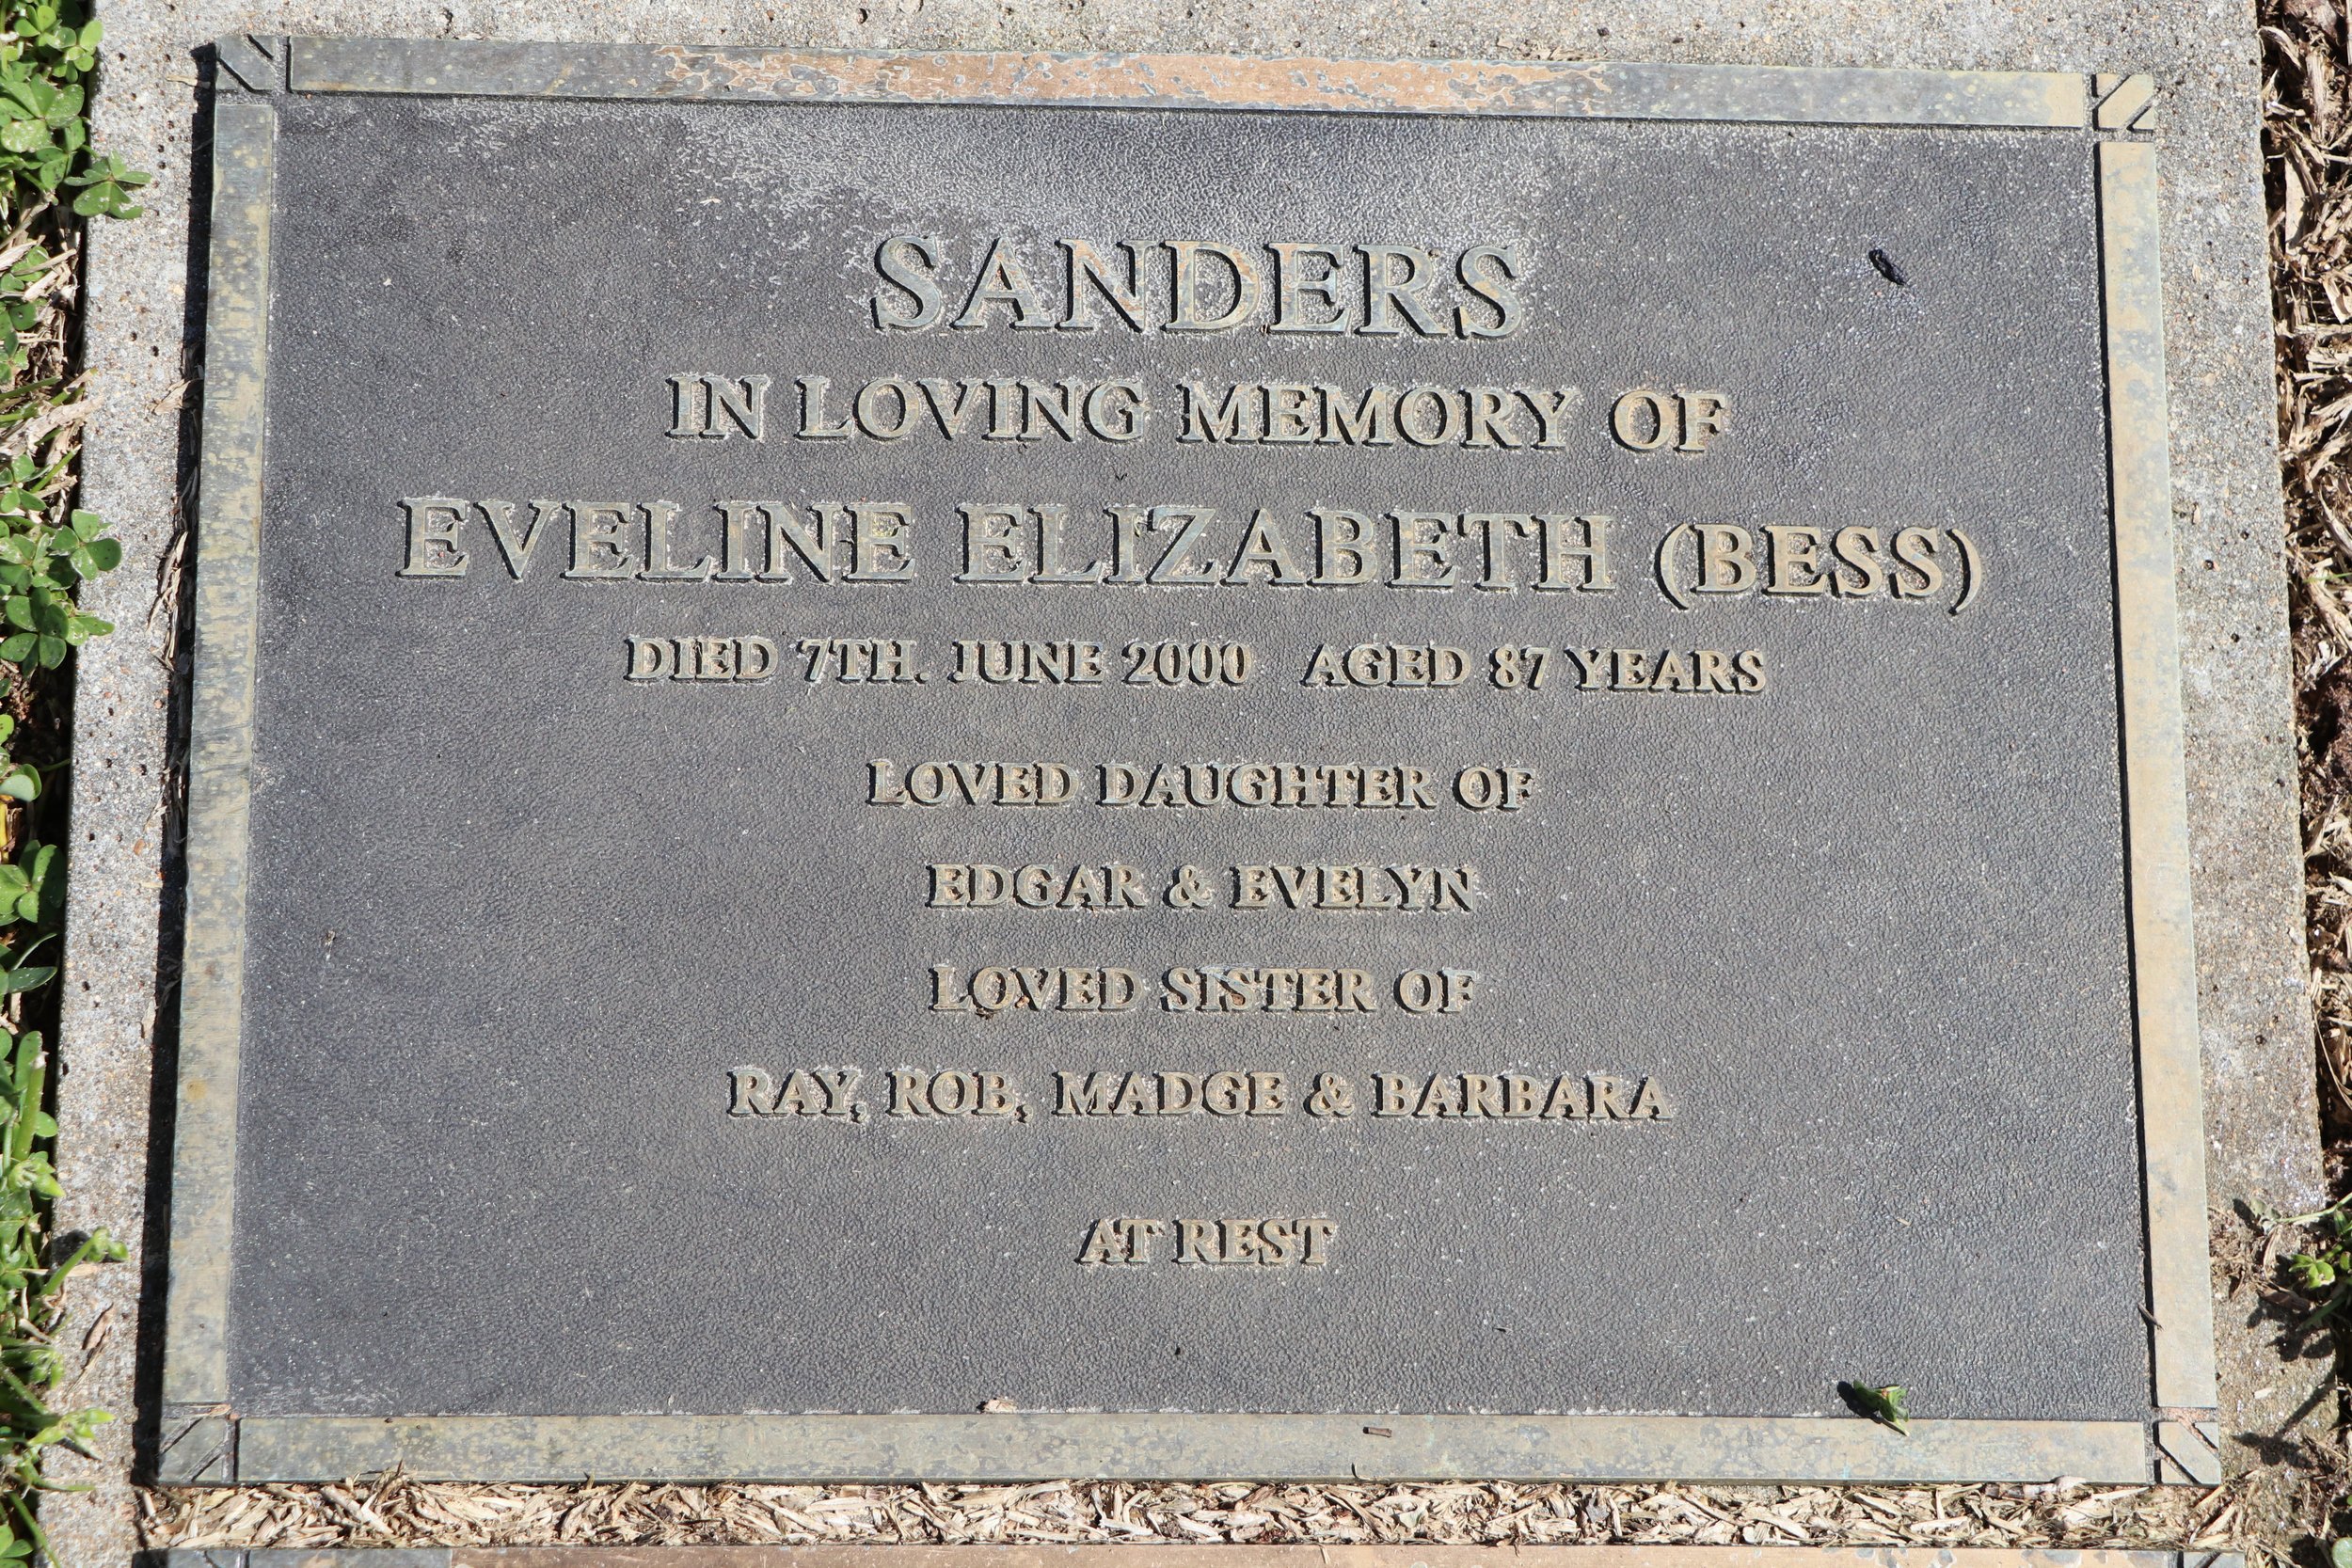 SANDERS
IN LOVING MEMORY OF
EVELINE ELIZABETH (BESS)
DIED 7TH. JUNE 2000 AGED 87 YEARS
LOVED DAUGHTER OF
EDGAR & EVELYN
LOVED SISTER OF
RAY, ROB, MADGE & BARBARA
AT REST